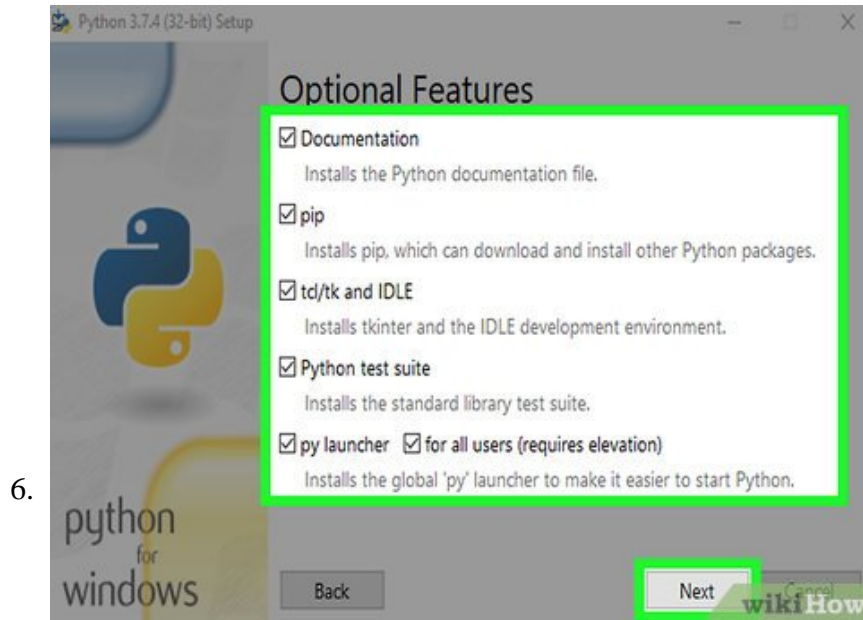 Python 3.7.4 (32-bit) Setup
Optional Features
Documentation
Installs the Python documentation file.
pip
Installs pip, which can download and install other Python packages.
tcl/tk and IDLE
Installs tkinter and the IDLE development environment.
Python test suite
Installs the standard library test suite.
py launcher for all users (requires elevation)
Installs the global 'py' launcher to make it easier to start Python.
6.
python
for
windows
Back Next Cancel
wikiHow